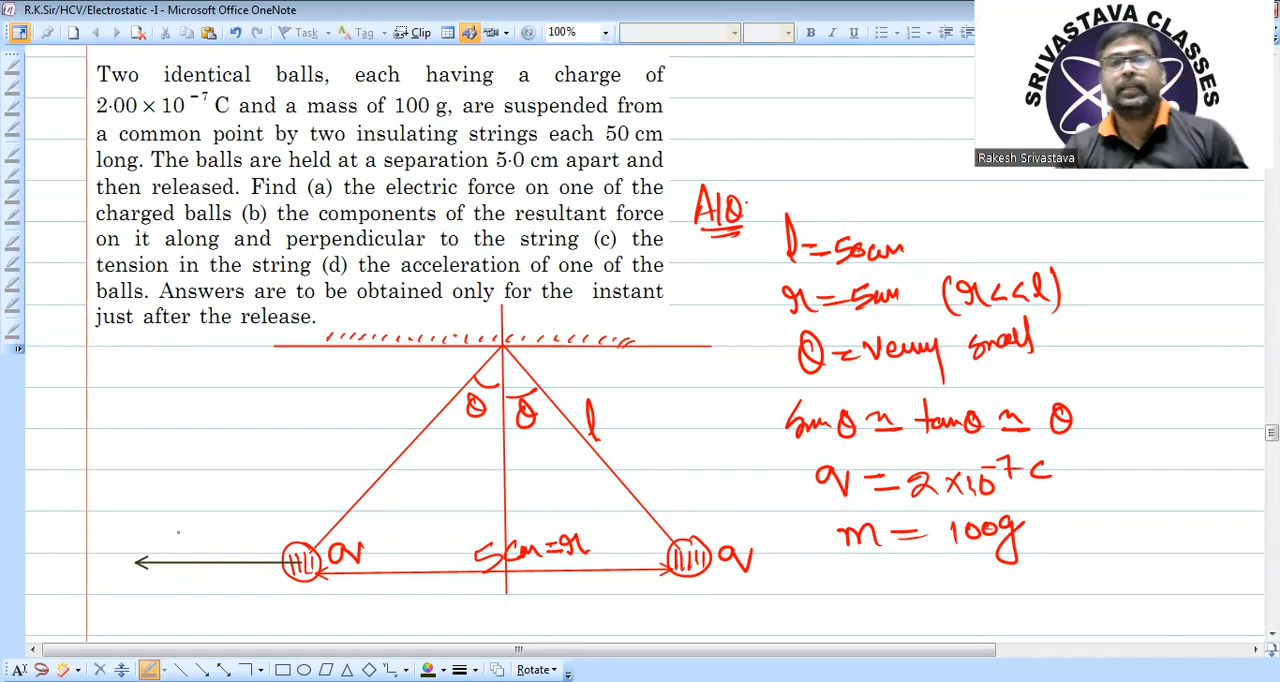 R.K.Sir/HCV/Electrostatic -I - Microsoft Office OneNote
Task Tag Clip 100% B I U
SRIVASTAVA CLASSES
Rakesh Srivastava
Two identical balls, each having a charge of
2·00 × 10 ⁻⁷ C and a mass of 100 g, are suspended from
a common point by two insulating strings each 50 cm
long. The balls are held at a separation 5·0 cm apart and
then released. Find (a) the electric force on one of the
charged balls (b) the components of the resultant force
on it along and perpendicular to the string (c) the
tension in the string (d) the acceleration of one of the
balls. Answers are to be obtained only for the instant
just after the release.
A/Q
l = 50cm
r = 5cm (r << l)
θ = very small
sinθ ≃ tanθ ≃ θ
q = 2×10⁻⁷ C
m = 100g
θ θ l
q 5cm = r q
Rotate